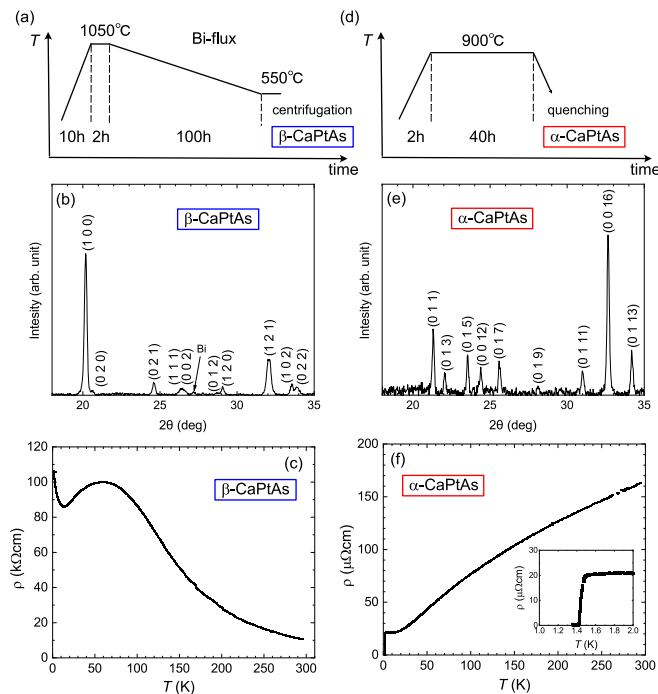 (a)
T
1050°C
Bi-flux
550°C
centrifugation
10h
2h
100h
β-CaPtAs
time
(d)
T
900°C
quenching
2h
40h
α-CaPtAs
time
(b)
β-CaPtAs
Intesity (arb. unit)
(1 0 0)
(0 2 0)
(0 2 1)
(1 1 1)
(0 0 2)
Bi
(0 1 2)
(1 2 0)
(1 2 1)
(1 0 2)
(0 2 2)
20 25 30 35
2θ (deg)
(e)
α-CaPtAs
Intesity (arb. unit)
(0 1 1)
(0 1 3)
(0 1 5)
(0 0 12)
(0 1 7)
(0 1 9)
(0 1 11)
(0 0 16)
(0 1 13)
20 25 30 35
2θ (deg)
(c)
β-CaPtAs
ρ (kΩcm)
120
100
80
60
40
20
0
0 50 100 150 200 250 300
T (K)
(f)
α-CaPtAs
ρ (μΩcm)
200
150
100
50
0
0 50 100 150 200 250 300
T (K)
ρ (μΩcm)
30
20
10
0
1.0 1.2 1.4 1.6 1.8 2.0
T (K)